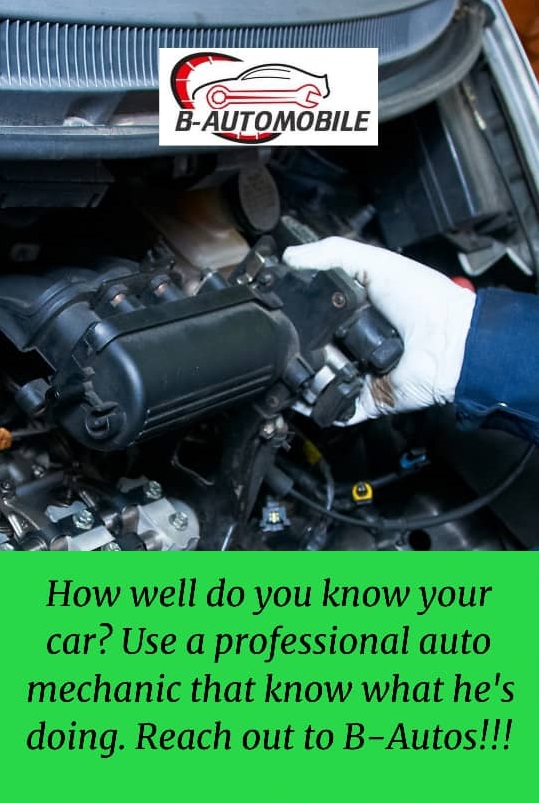 B-AUTOMOBILE
How well do you know your
car? Use a professional auto
mechanic that know what he's
doing. Reach out to B-Autos!!!